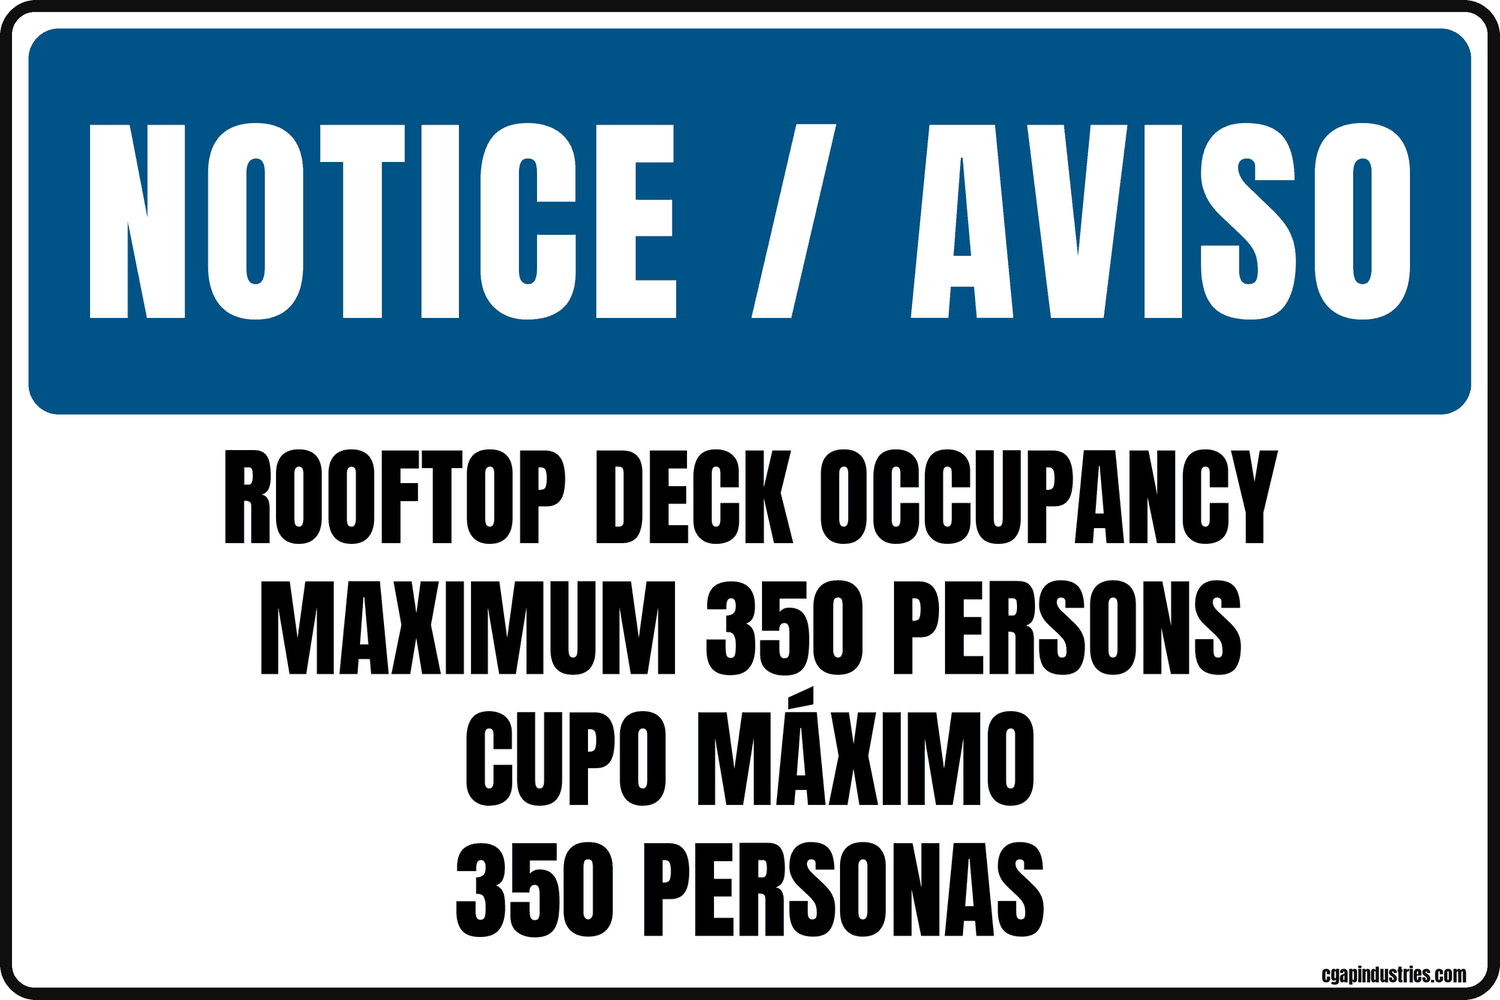 NOTICE / AVISO
ROOFTOP DECK OCCUPANCY
MAXIMUM 350 PERSONS
CUPO MÁXIMO
350 PERSONAS
cgapindustries.com